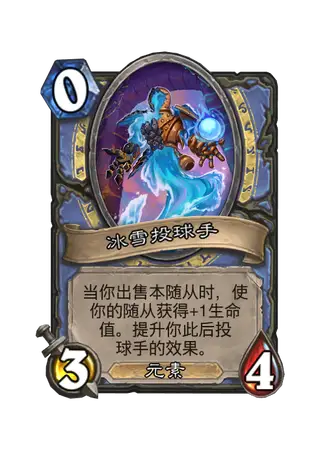 0
冰雪投球手
当你出售本随从时，使
你的随从获得+1生命
值。提升你此后投
球手的效果。
3
元素
4